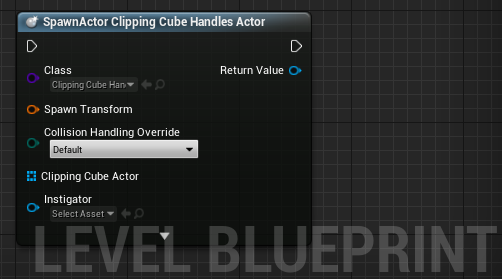 SpawnActor Clipping Cube Handles Actor
Class
Return Value
Clipping Cube Han
Spawn Transform
Collision Handling Override
Default
Clipping Cube Actor
Instigator
Select Asset
LEVEL BLUEPRINT